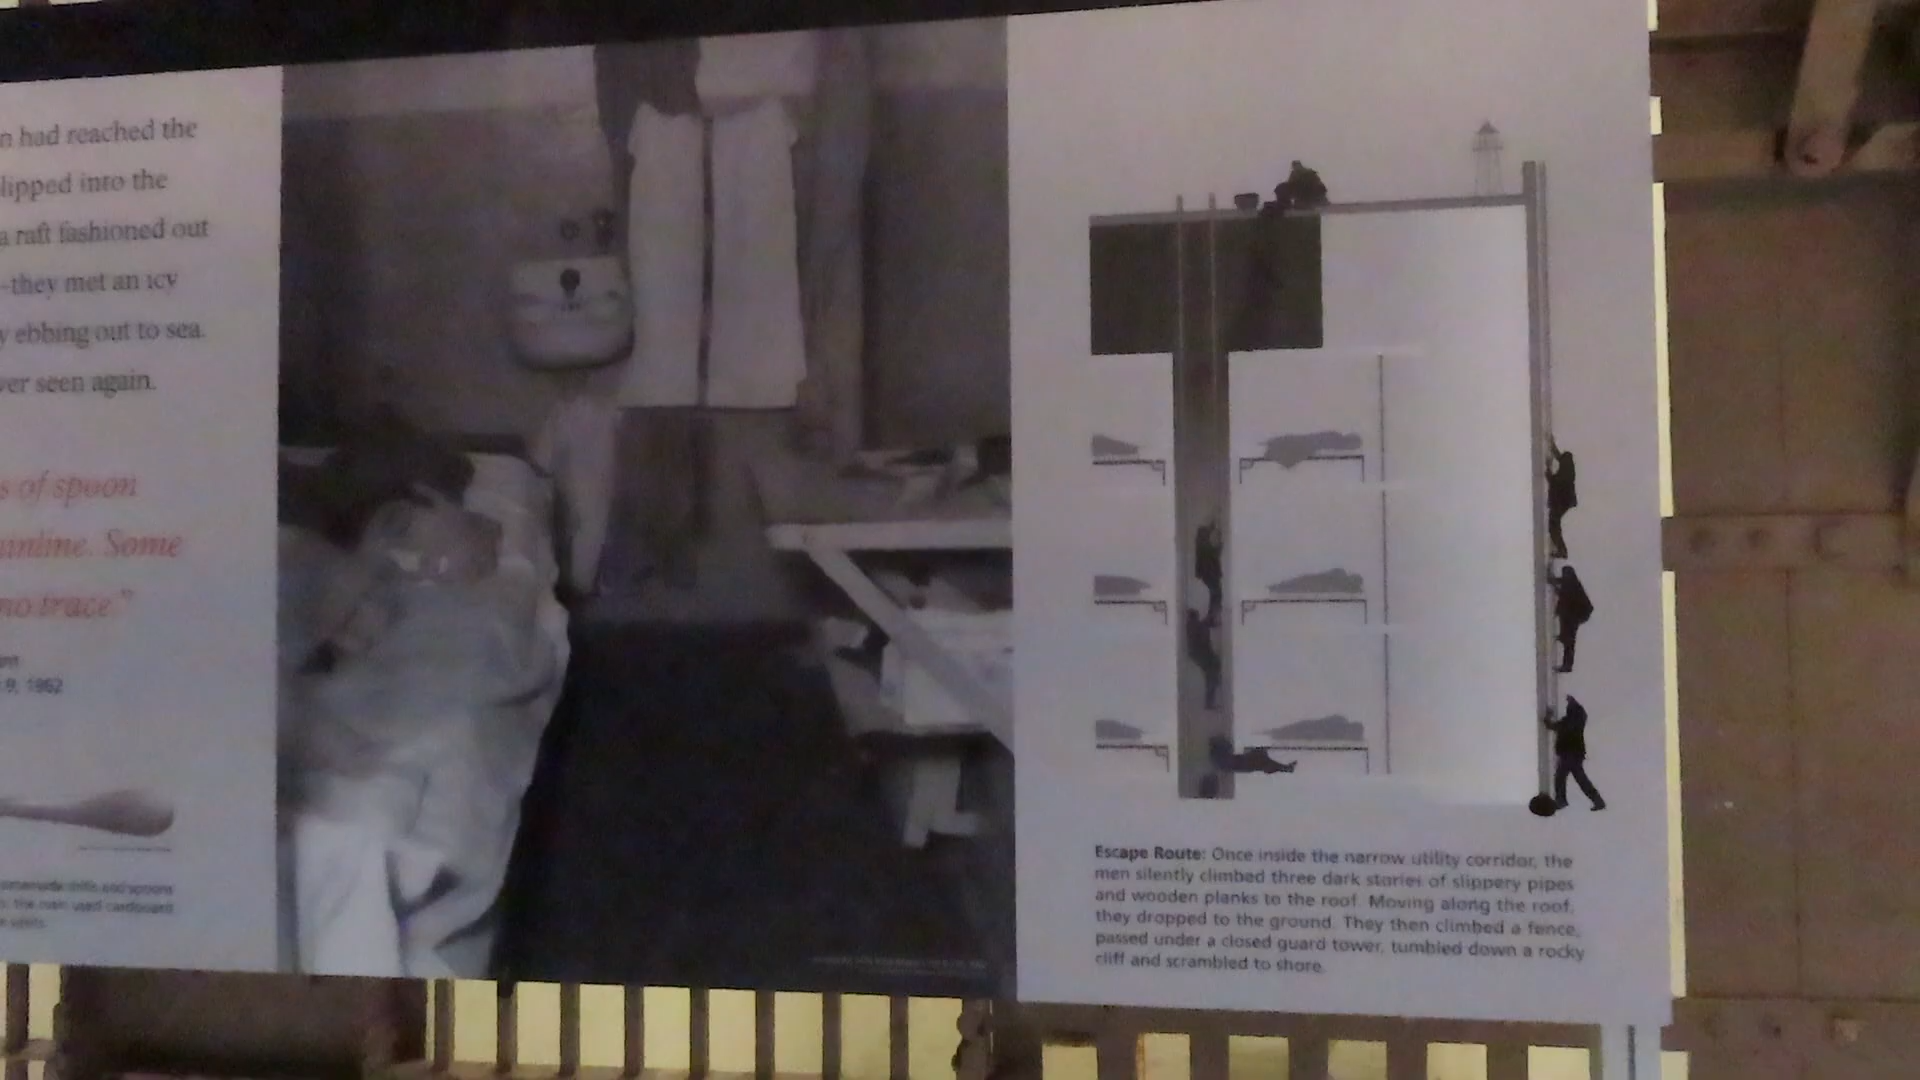 n had reached the
lipped into the
a raft fashioned out
-they met an icy
y ebbing out to sea.
ver seen again.
s of spoon
ainline. Some
no trace."
9, 1962
Escape Route: Once inside the narrow utility corridor, the
men silently climbed three dark stories of slippery pipes
and wooden planks to the roof. Moving along the roof,
they dropped to the ground. They then climbed a fence,
passed under a closed guard tower, tumbled down a rocky
cliff and scrambled to shore.